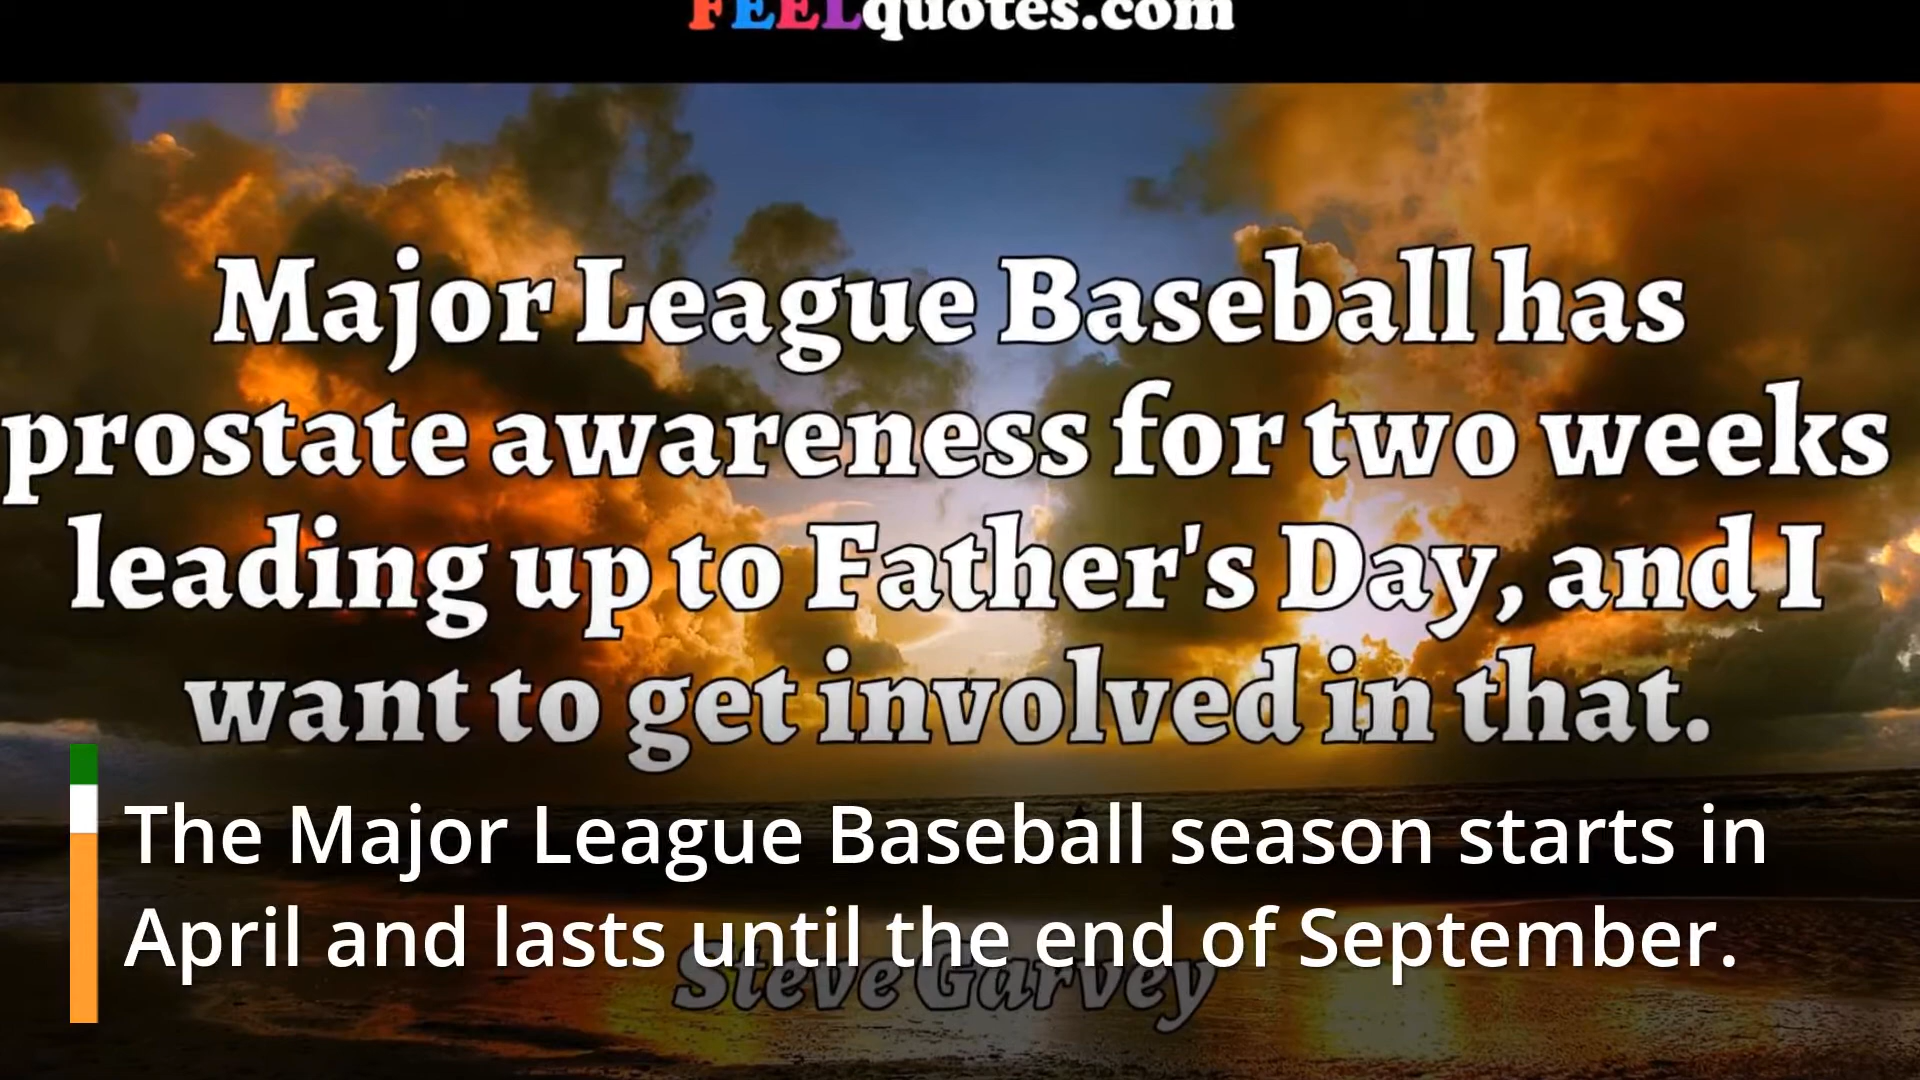 FEELquotes.com
Major League Baseball has
prostate awareness for two weeks
leading up to Father's Day, and I
want to get involved in that.
The Major League Baseball season starts in
April and lasts until the end of September.
Steve Garvey